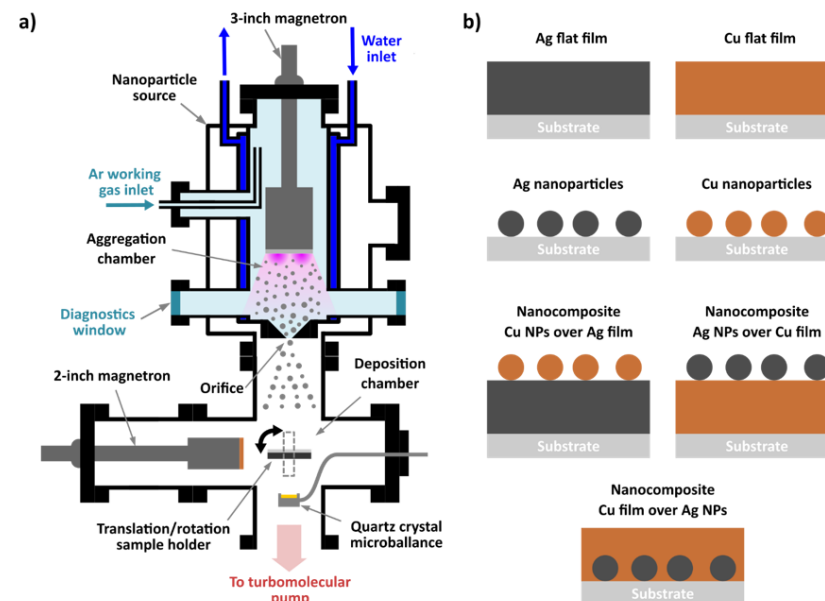 a)
3-inch magnetron
Water
inlet
Nanoparticle
source
Ar working
gas inlet
Aggregation
chamber
Diagnostics
window
Orifice
Deposition
chamber
2-inch magnetron
Translation/rotation
sample holder
Quartz crystal
microballance
To turbomolecular
pump
b)
Ag flat film
Substrate
Cu flat film
Substrate
Ag nanoparticles
Substrate
Cu nanoparticles
Substrate
Nanocomposite
Cu NPs over Ag film
Substrate
Nanocomposite
Ag NPs over Cu film
Substrate
Nanocomposite
Cu film over Ag NPs
Substrate